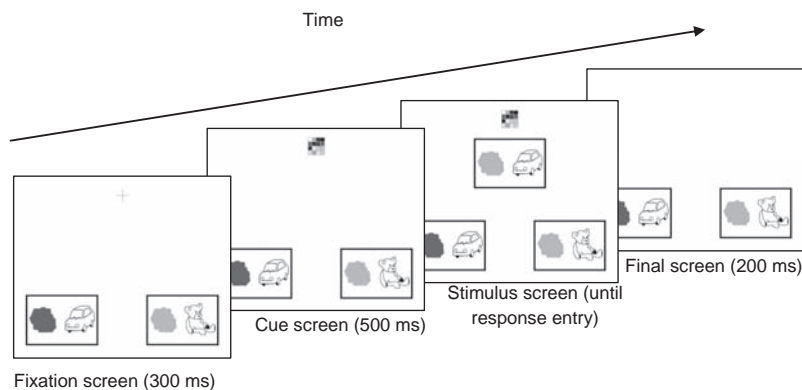 Time
Final screen (200 ms)
Stimulus screen (until
response entry)
Cue screen (500 ms)
Fixation screen (300 ms)